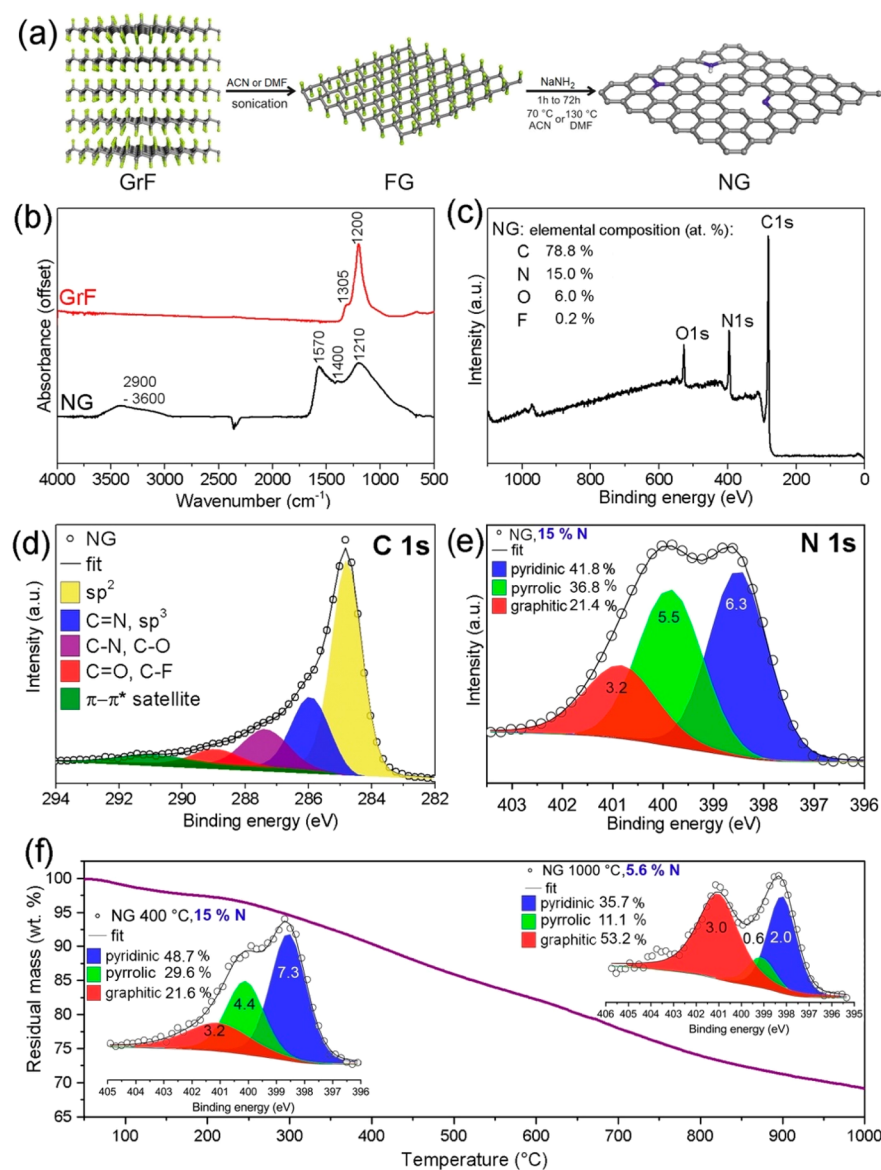 (a)
GrF
ACN or DMF
sonication
FG
NaNH2
1h to 72h
70 °C or 130 °C
ACN DMF
NG
(b)
Absorbance (offset)
GrF
1305
1200
NG
2900
- 3600
1570
1400
1210
4000 3500 3000 2500 2000 1500 1000 500
Wavenumber (cm-1)
(c)
Intensity (a.u.)
NG: elemental composition (at. %):
C 78.8 %
N 15.0 %
O 6.0 %
F 0.2 %
O1s
N1s
C1s
1000 800 600 400 200 0
Binding energy (eV)
(d)
Intensity (a.u.)
NG
fit
sp2
C=N, sp3
C-N, C-O
C=O, C-F
π–π* satellite
C 1s
294 292 290 288 286 284 282
Binding energy (eV)
(e)
Intensity (a.u.)
NG, 15 % N
fit
pyridinic 41.8 %
pyrrolic 36.8 %
graphitic 21.4 %
N 1s
3.2
5.5
6.3
403 402 401 400 399 398 397 396
Binding energy (eV)
(f)
Residual mass (wt. %)
100
95
90
85
80
75
70
65
NG 400 °C, 15 % N
fit
pyridinic 48.7 %
pyrrolic 29.6 %
graphitic 21.6 %
3.2
4.4
7.3
405 404 403 402 401 400 399 398 397 396
Binding energy (eV)
NG 1000 °C, 5.6 % N
fit
pyridinic 35.7 %
pyrrolic 11.1 %
graphitic 53.2 %
3.0
0.6
2.0
406 405 404 403 402 401 400 399 398 397 396 395
Binding energy (eV)
100 200 300 400 500 600 700 800 900 1000
Temperature (°C)